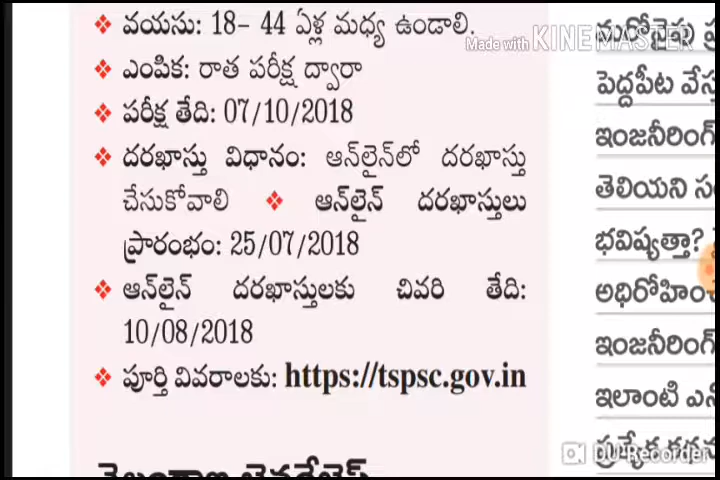 ❖ వయసు: 18– 44 ఏళ్ల మధ్య ఉండాలి.
❖ ఎంపిక: రాత పరీక్ష ద్వారా
❖ పరీక్ష తేది: 07/10/2018
❖ దరఖాస్తు విధానం: ఆన్‌లైన్‌లో దరఖాస్తు
చేసుకోవాలి ❖ ఆన్‌లైన్ దరఖాస్తులు
ప్రారంభం: 25/07/2018
❖ ఆన్‌లైన్ దరఖాస్తులకు చివరి తేది:
10/08/2018
❖ పూర్తి వివరాలకు: https://tspsc.gov.in
Made with KINEMASTER
పెద్దపీట
ఇంజనీరింగ్
తెలియని
భవిష్యత్తా?
ఇంజనీరింగ్
ఇలాంటి
ప్రత్యేక
DU Recorder